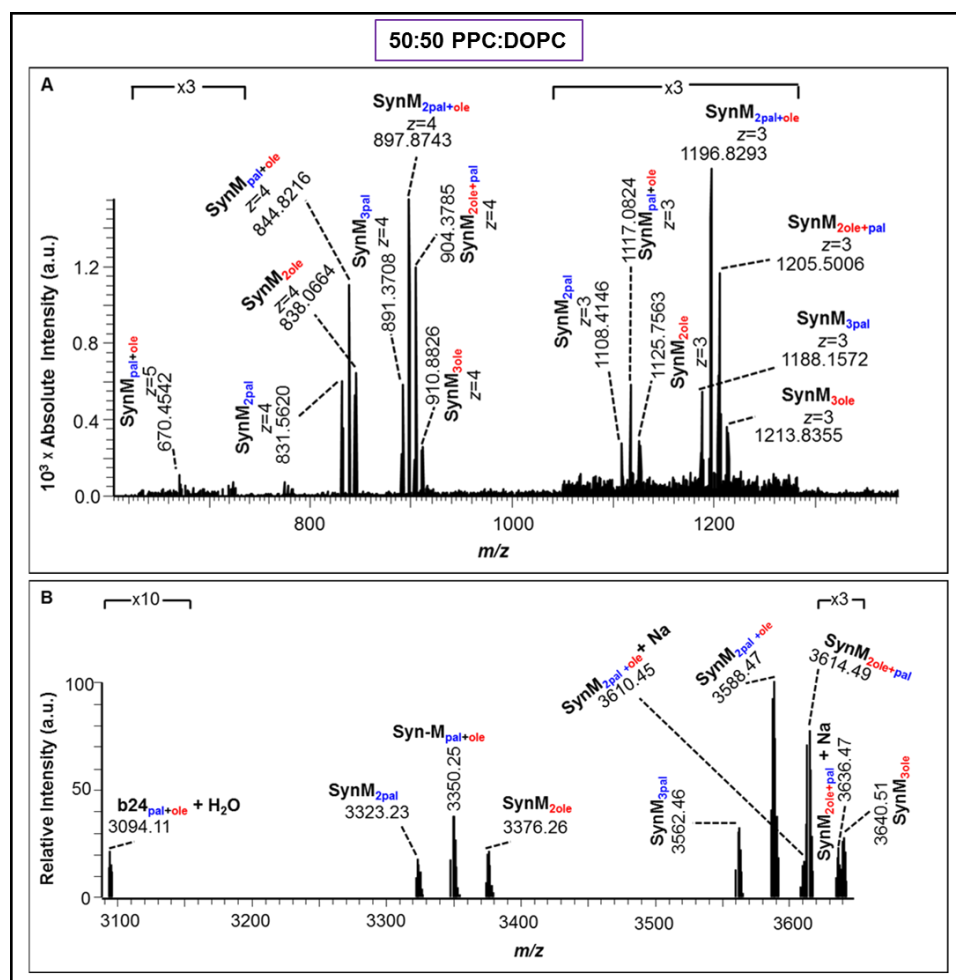 50:50 PPC:DOPC
A
x3
x3
SynM2pal+ole
z=4
897.8743
SynM2pal+ole
z=3
1196.8293
SynMpal+ole
z=4
844.8216
SynM2ole
z=4
838.0664
SynM3pal z=4
891.3708
904.3785
SynM2ole+pal
z=4
SynM2pal
z=3
1108.4146
1117.0824
SynMpal+ole
z=3
SynM2ole+pal
z=3
1205.5006
SynMpal+ole
z=5
670.4542
SynM2pal
z=4
831.5620
910.8826
SynM3ole
z=4
1125.7563
SynM2ole z=3
SynM3pal
z=3
1188.1572
SynM3ole
z=3
1213.8355
10³ x Absolute Intensity (a.u.)
1.2
0.8
0.4
0.0
800
1000
1200
m/z
B
x10
x3
SynM2pal +ole + Na
3610.45
SynM2pal +ole
3588.47
SynM2ole+pal
3614.49
Syn-Mpal+ole
3350.25
b24pal+ole + H2O
3094.11
SynM2pal
3323.23
SynM2ole
3376.26
SynM3pal
3562.46
SynM2ole+pal + Na
3636.47
3640.51
SynM3ole
Relative Intensity (a.u.)
100
50
0
3100
3200
3300
3400
3500
3600
m/z